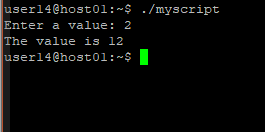 user14@host01:~$ ./myscript
Enter a value: 2
The value is 12
user14@host01:~$